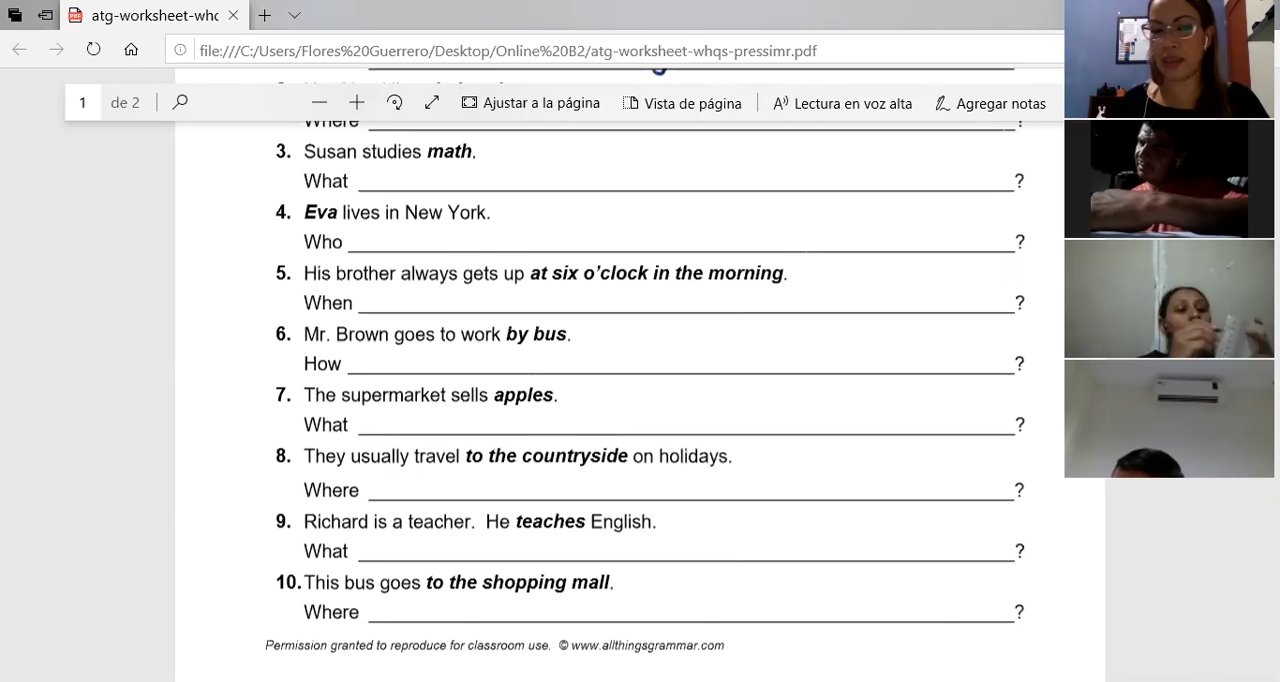 atg-worksheet-whq
file:///C:/Users/Flores%20Guerrero/Desktop/Online%20B2/atg-worksheet-whqs-pressimr.pdf
1 de 2 Ajustar a la página Vista de página Lectura en voz alta Agregar notas
Where ?
3. Susan studies math.
What ?
4. Eva lives in New York.
Who ?
5. His brother always gets up at six o’clock in the morning.
When ?
6. Mr. Brown goes to work by bus.
How ?
7. The supermarket sells apples.
What ?
8. They usually travel to the countryside on holidays.
Where ?
9. Richard is a teacher. He teaches English.
What ?
10. This bus goes to the shopping mall.
Where ?
Permission granted to reproduce for classroom use. © www.allthingsgrammar.com